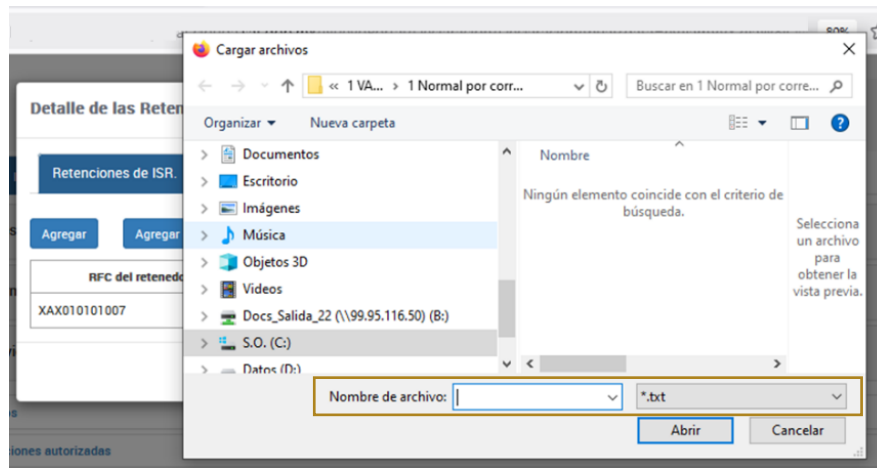 80%
Cargar archivos
« 1 VA... > 1 Normal por corr...
Buscar en 1 Normal por corre...
Detalle de las Reten
Organizar
Nueva carpeta
Documentos
Nombre
Escritorio
Ningún elemento coincide con el criterio de
búsqueda.
Retenciones de ISR.
Imágenes
Música
Selecciona
un archivo
para
obtener la
vista previa.
Agregar
Agregar
Objetos 3D
RFC del retenedo
Videos
XAX010101007
Docs_Salida_22 (\\99.95.116.50) (B:)
S.O. (C:)
Datos (D:)
Nombre de archivo:
*.txt
Abrir
Cancelar
iones autorizadas